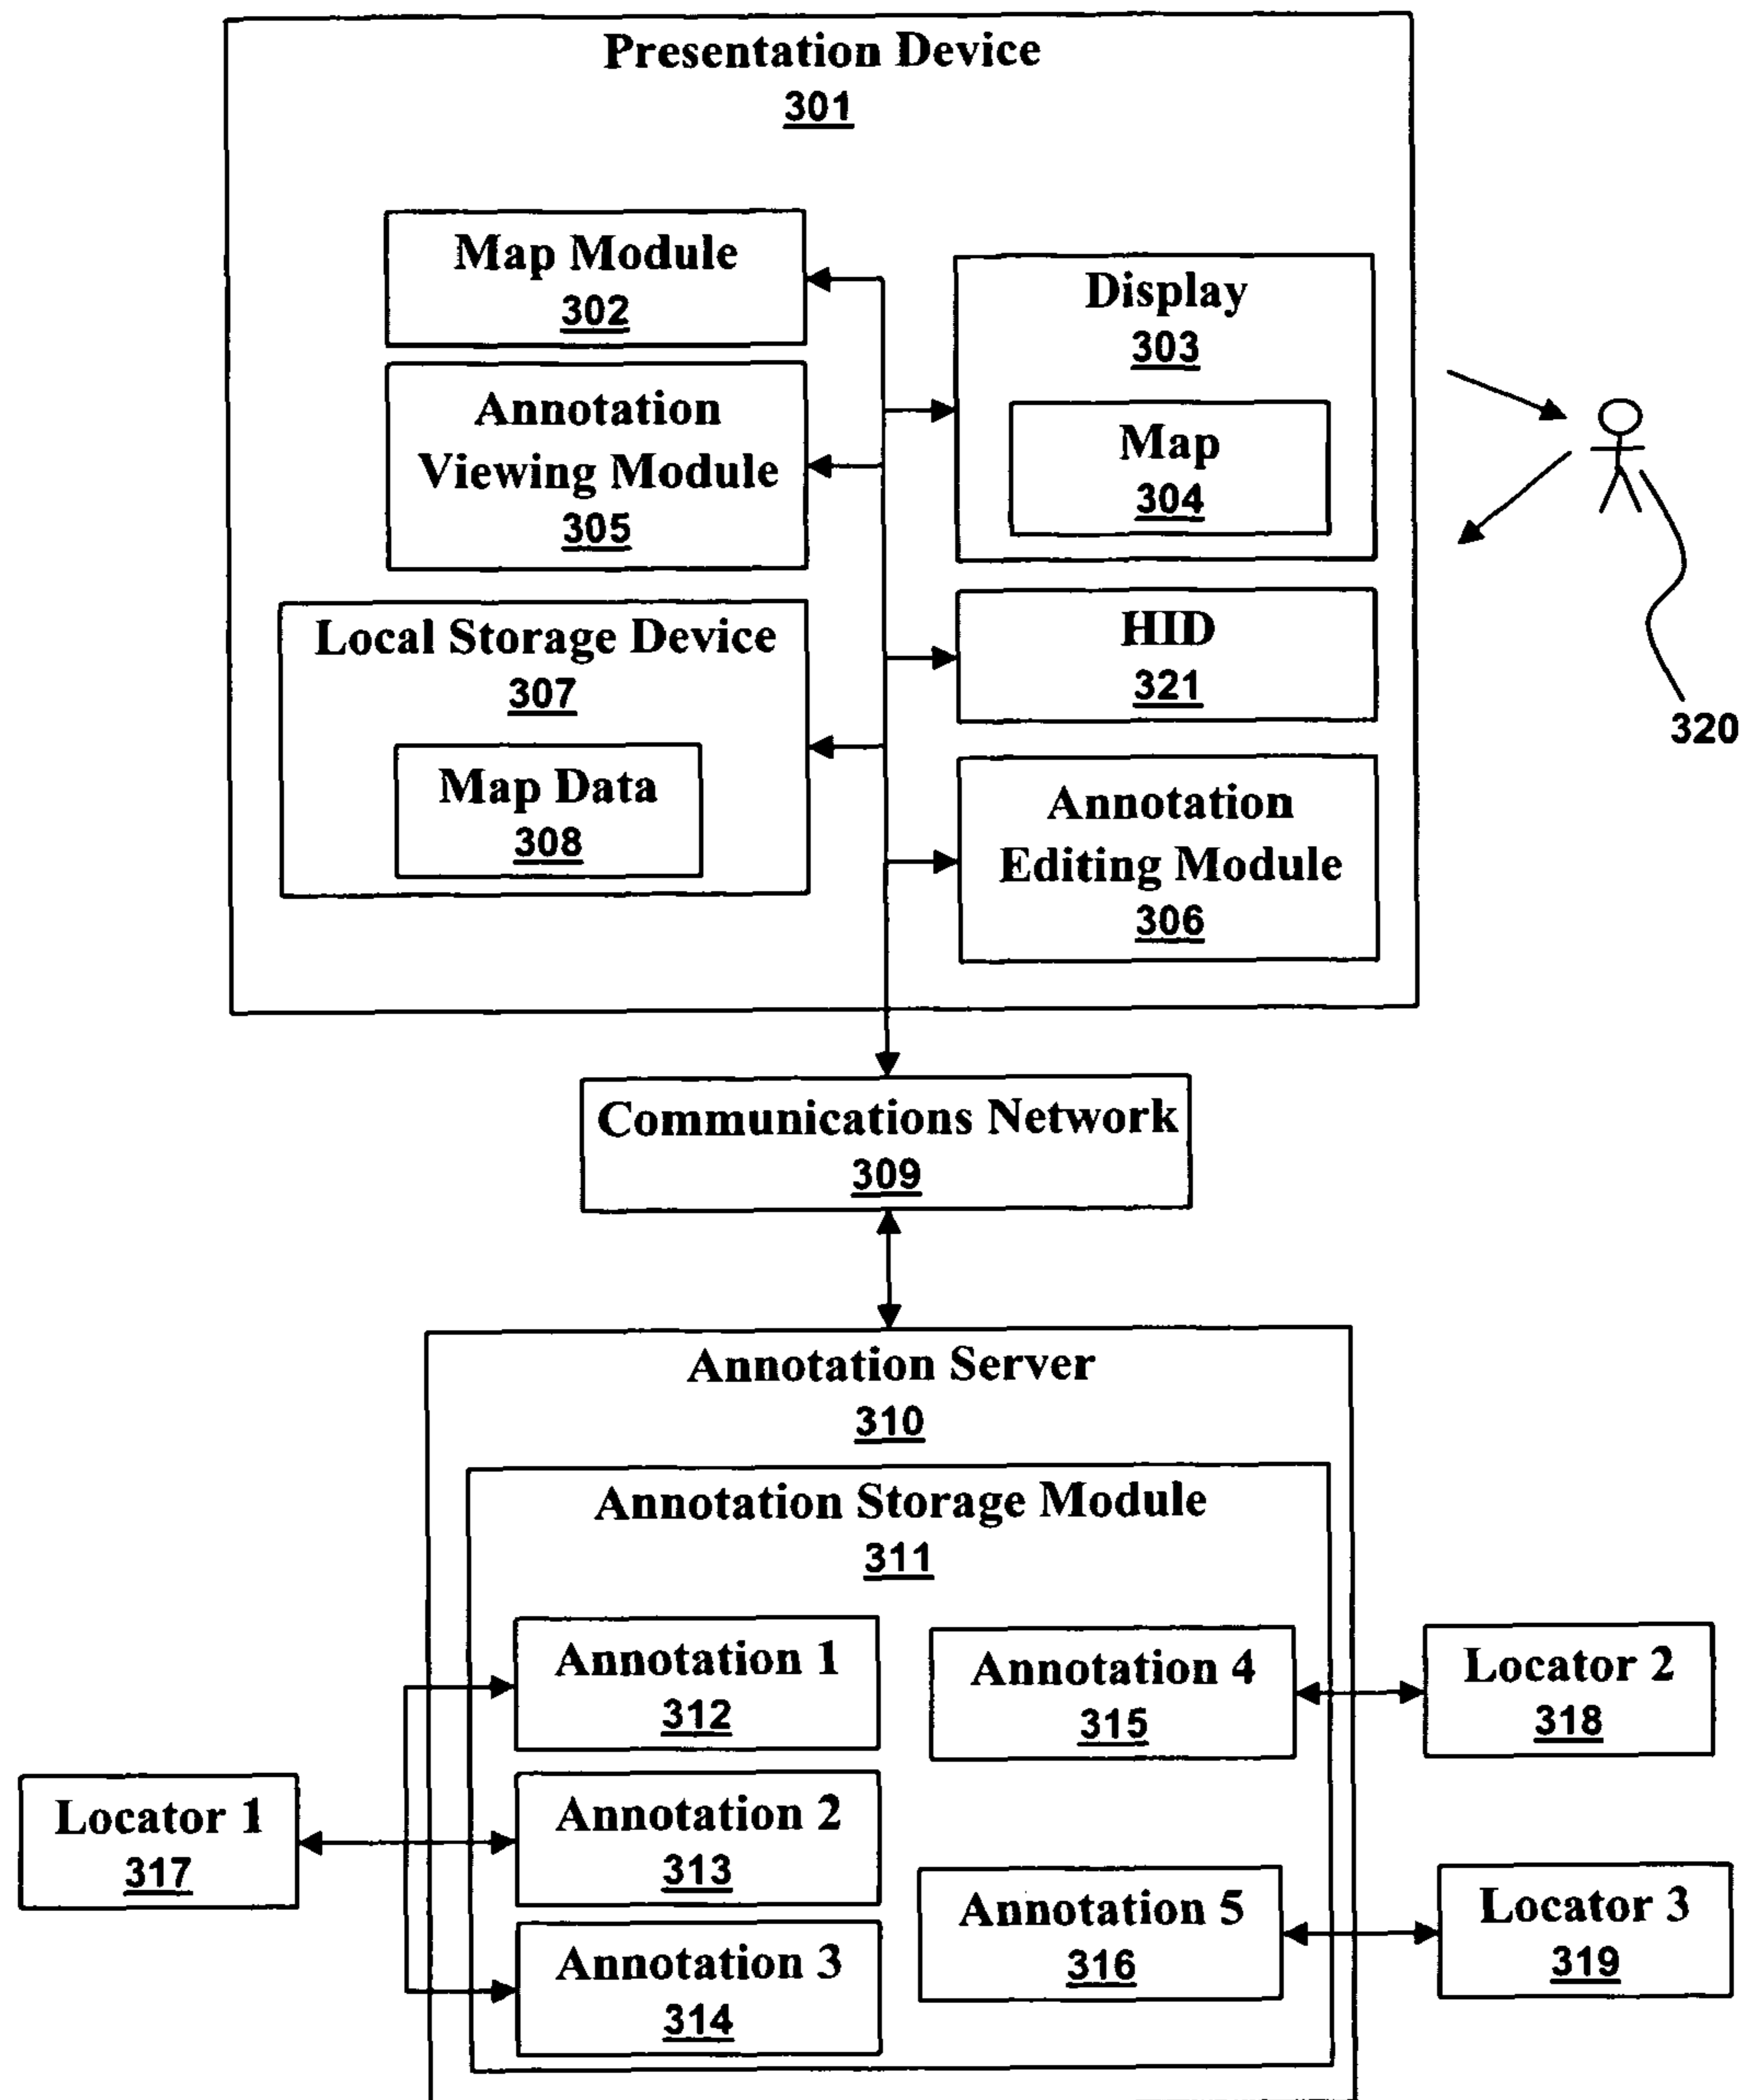 Presentation Device
301
Map Module
302
Display
303
Map
304
Annotation
Viewing Module
305
Local Storage Device
307
Map Data
308
HID
321
Annotation
Editing Module
306
320
Communications Network
309
Annotation Server
310
Annotation Storage Module
311
Annotation 1
312
Annotation 2
313
Annotation 3
314
Annotation 4
315
Annotation 5
316
Locator 1
317
Locator 2
318
Locator 3
319